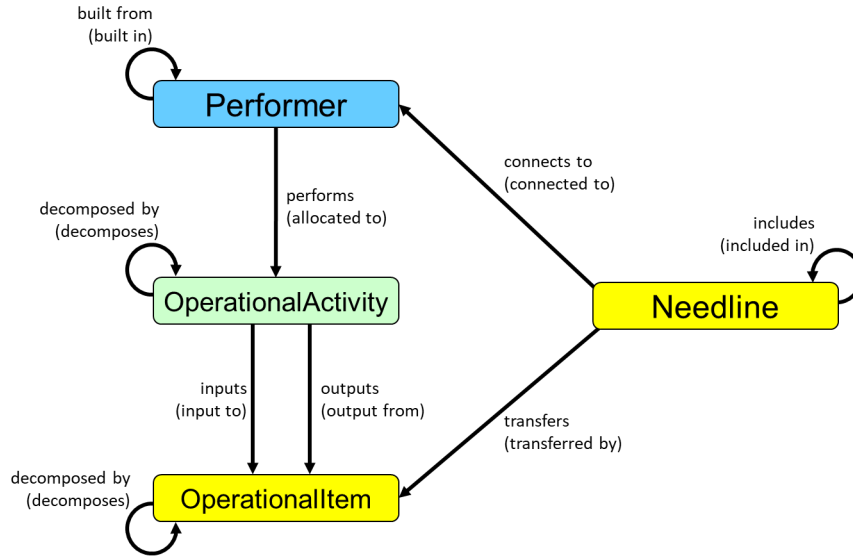 built from
(built in)
Performer
connects to
(connected to)
performs
(allocated to)
decomposed by
(decomposes)
includes
(included in)
OperationalActivity
Needline
inputs
(input to)
outputs
(output from)
transfers
(transferred by)
decomposed by
(decomposes)
OperationalItem